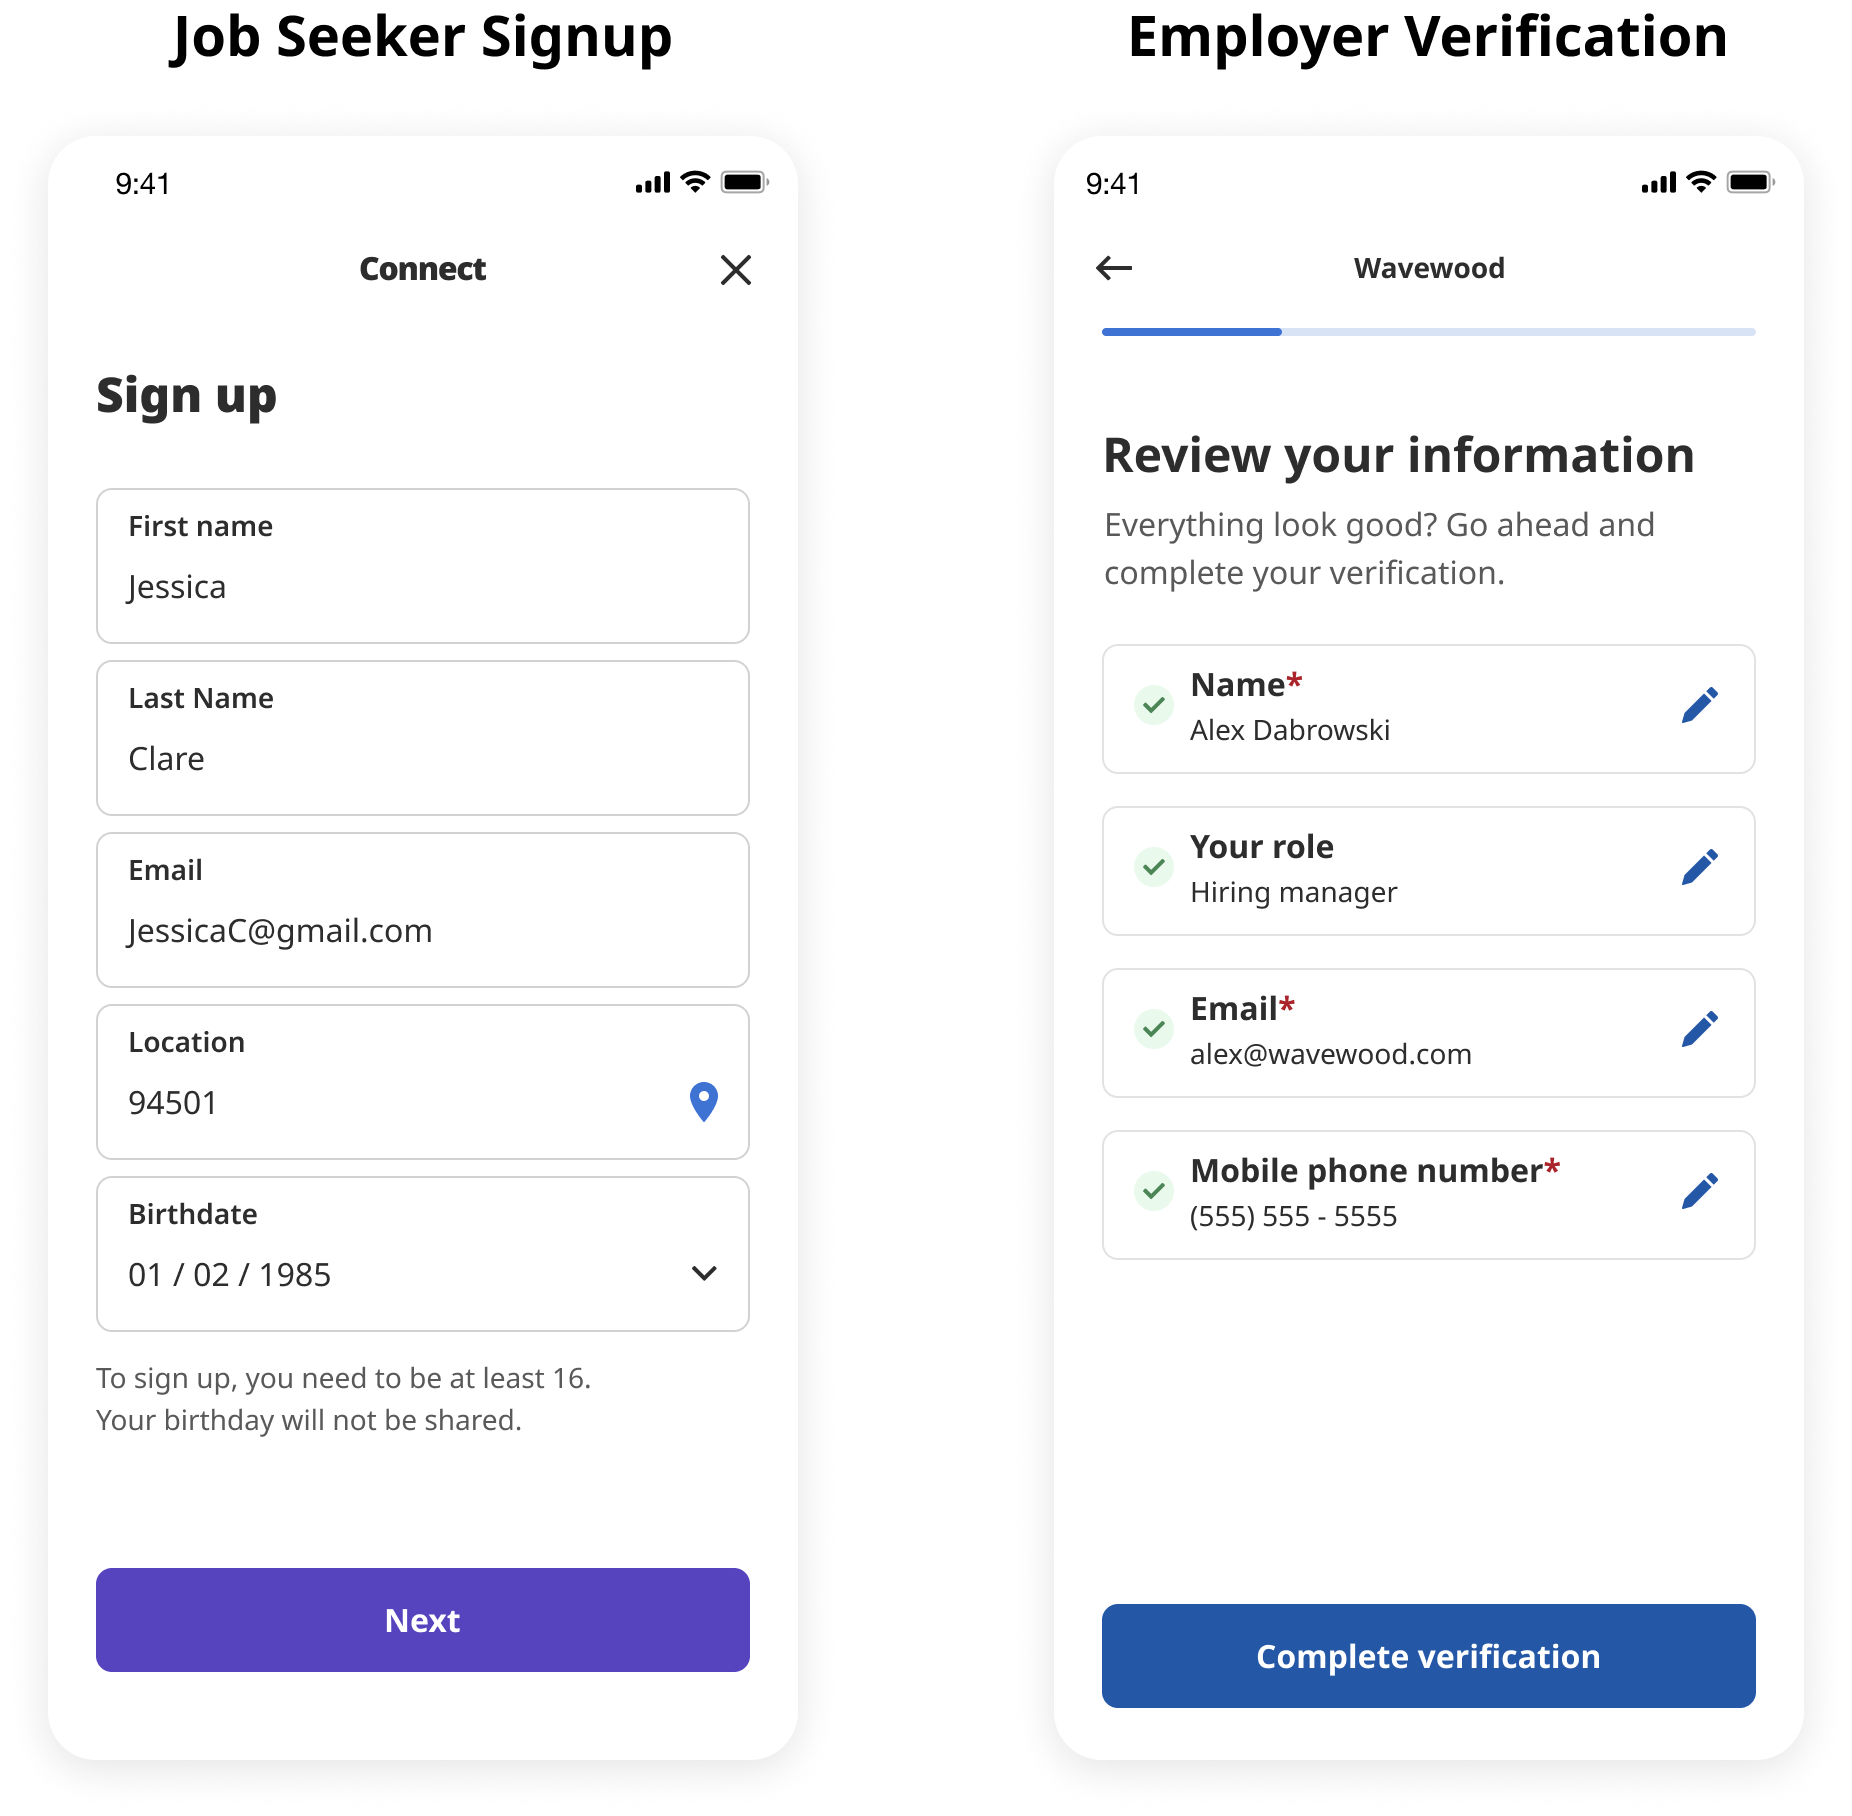 Job Seeker Signup
9:41
Connect
Sign up
First name
Jessica
Last Name
Clare
Email
JessicaC@gmail.com
Location
94501
Birthdate
01 / 02 / 1985
To sign up, you need to be at least 16.
Your birthday will not be shared.
Next
Employer Verification
9:41
Wavewood
Review your information
Everything look good? Go ahead and
complete your verification.
Name*
Alex Dabrowski
Your role
Hiring manager
Email*
alex@wavewood.com
Mobile phone number*
(555) 555 - 5555
Complete verification